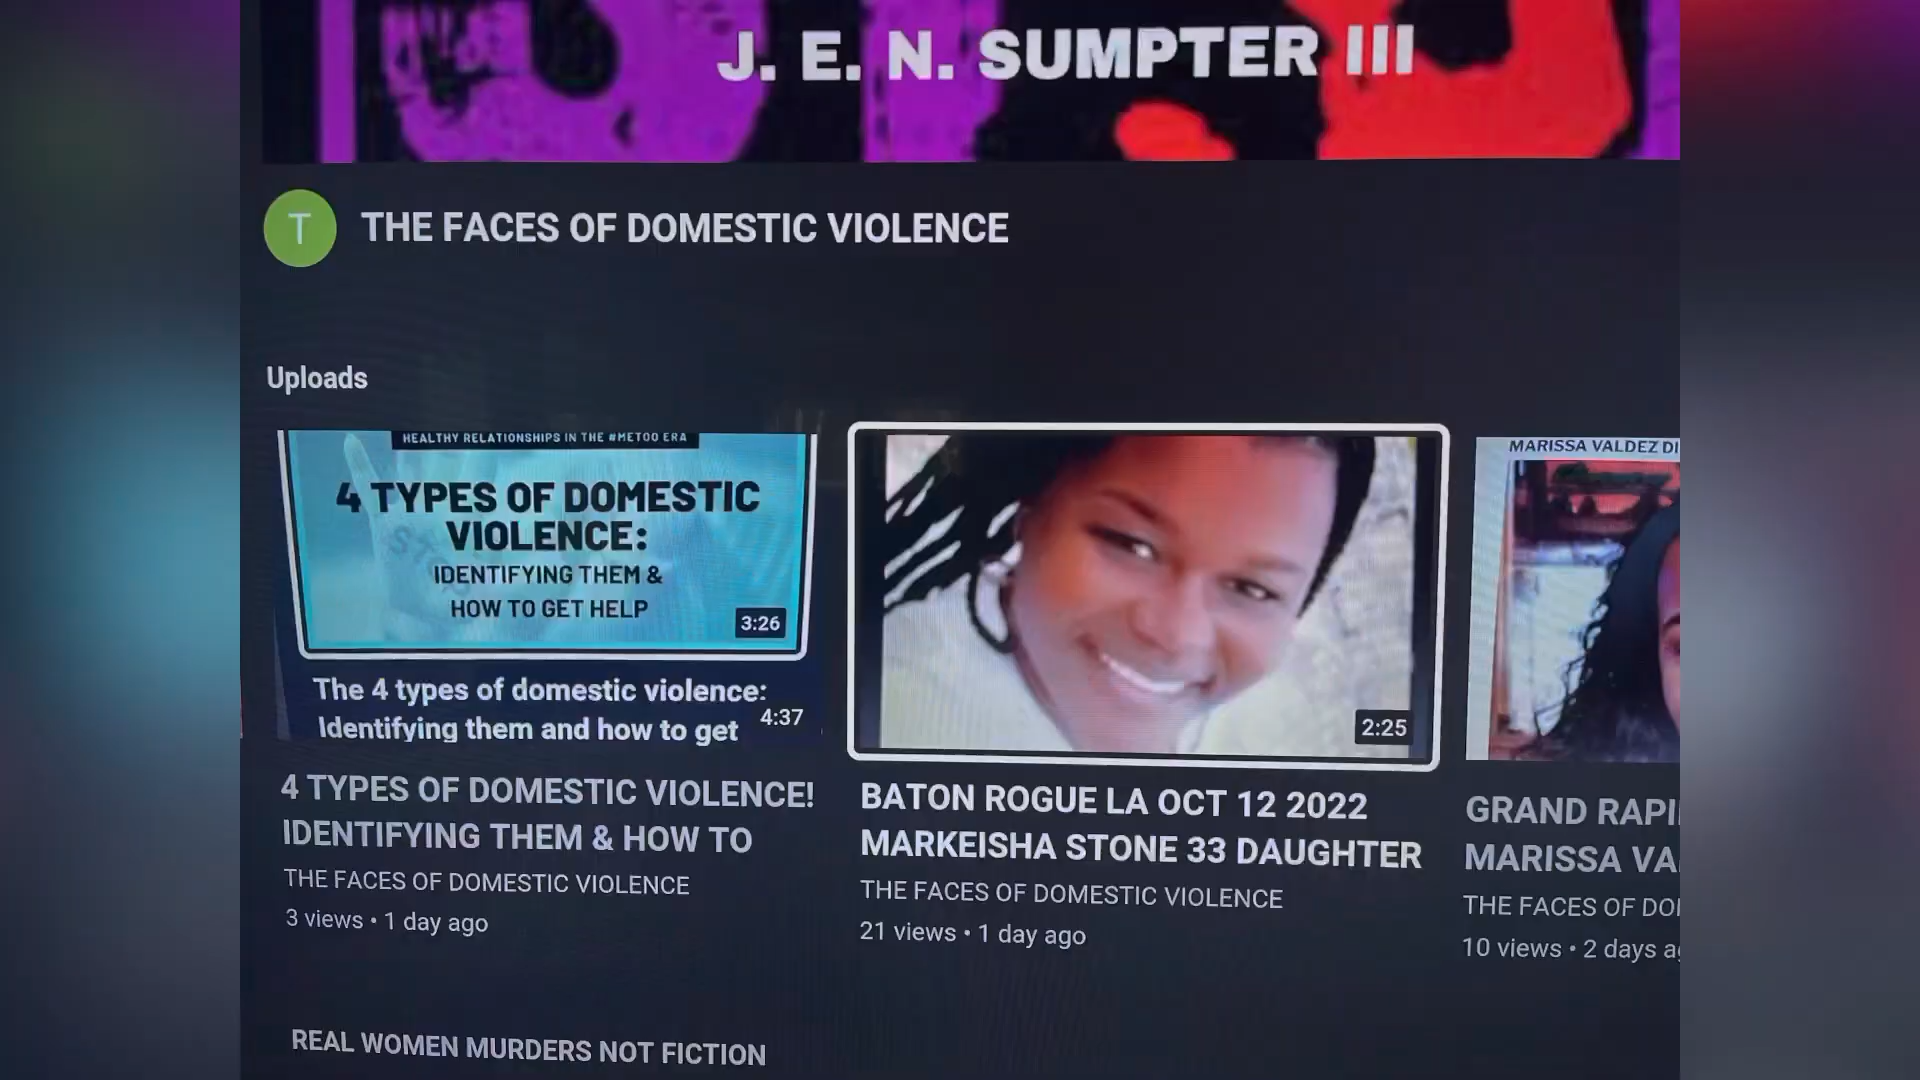 J. E. N. SUMPTER III
T
THE FACES OF DOMESTIC VIOLENCE
Uploads
HEALTHY RELATIONSHIPS IN THE #METOO ERA
4 TYPES OF DOMESTIC
VIOLENCE:
IDENTIFYING THEM &
HOW TO GET HELP
3:26
The 4 types of domestic violence:
Identifying them and how to get
4:37
4 TYPES OF DOMESTIC VIOLENCE!
IDENTIFYING THEM & HOW TO
THE FACES OF DOMESTIC VIOLENCE
3 views • 1 day ago
2:25
BATON ROGUE LA OCT 12 2022
MARKEISHA STONE 33 DAUGHTER
THE FACES OF DOMESTIC VIOLENCE
21 views • 1 day ago
MARISSA VALDEZ DI
GRAND RAPI
MARISSA VA
THE FACES OF DO
10 views • 2 days a
REAL WOMEN MURDERS NOT FICTION